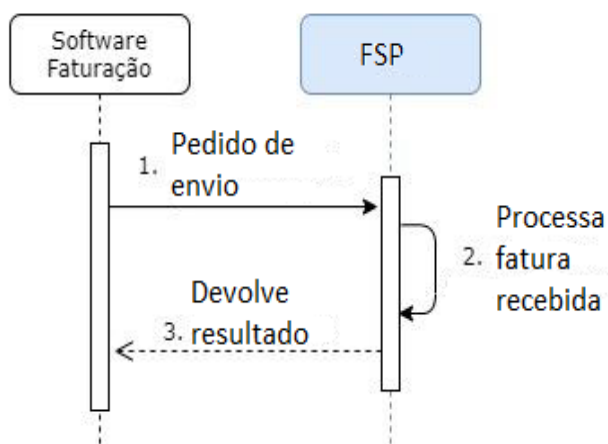 Software
Faturação
FSP
1. Pedido de
envio
2. Processa
fatura
recebida
Devolve
3. resultado